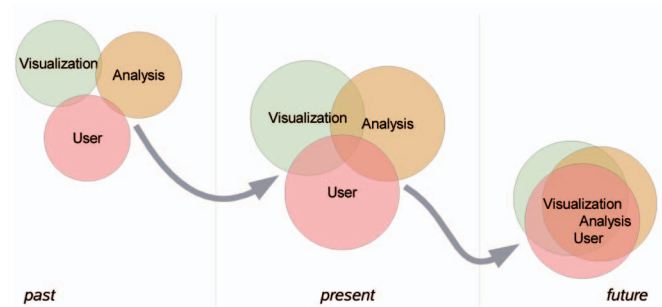 Visualization
Analysis
User
Visualization
Analysis
User
Visualization
Analysis
User
past
present
future